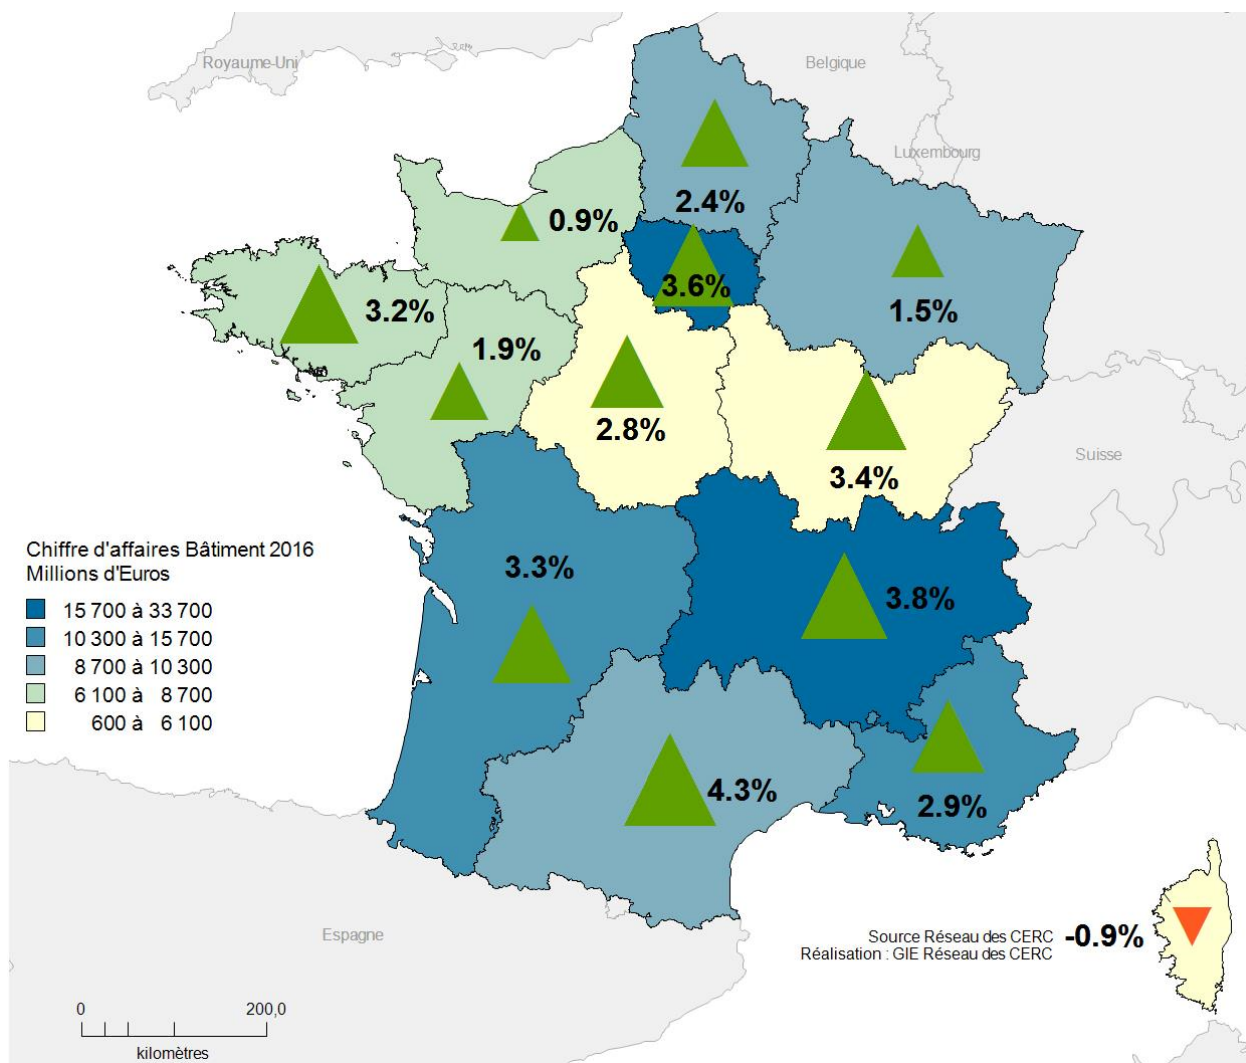 Royaume-Uni
Belgique
Luxembourg
2.4%
0.9%
3.6%
3.2%
1.5%
1.9%
2.8%
3.4%
Suisse
Chiffre d'affaires Bâtiment 2016
Millions d'Euros
15 700 à 33 700
10 300 à 15 700
8 700 à 10 300
6 100 à 8 700
600 à 6 100
3.3%
3.8%
4.3%
2.9%
Espagne
Source Réseau des CERC
Réalisation : GIE Réseau des CERC
-0.9%
0 200,0
kilomètres